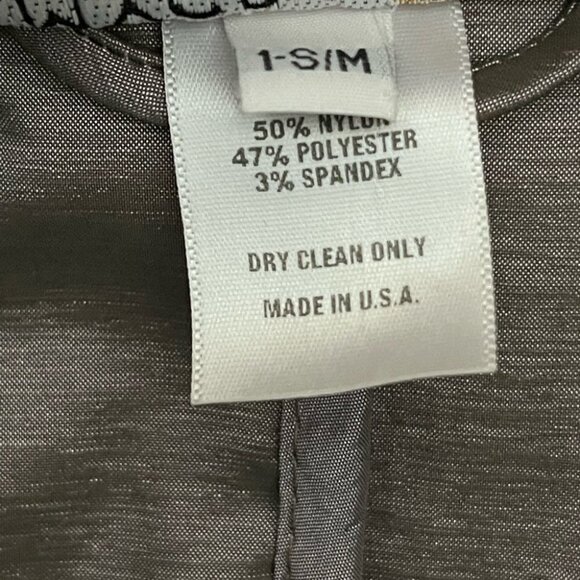 1-S/M
50% NYLON
47% POLYESTER
3% SPANDEX
DRY CLEAN ONLY
MADE IN U.S.A.